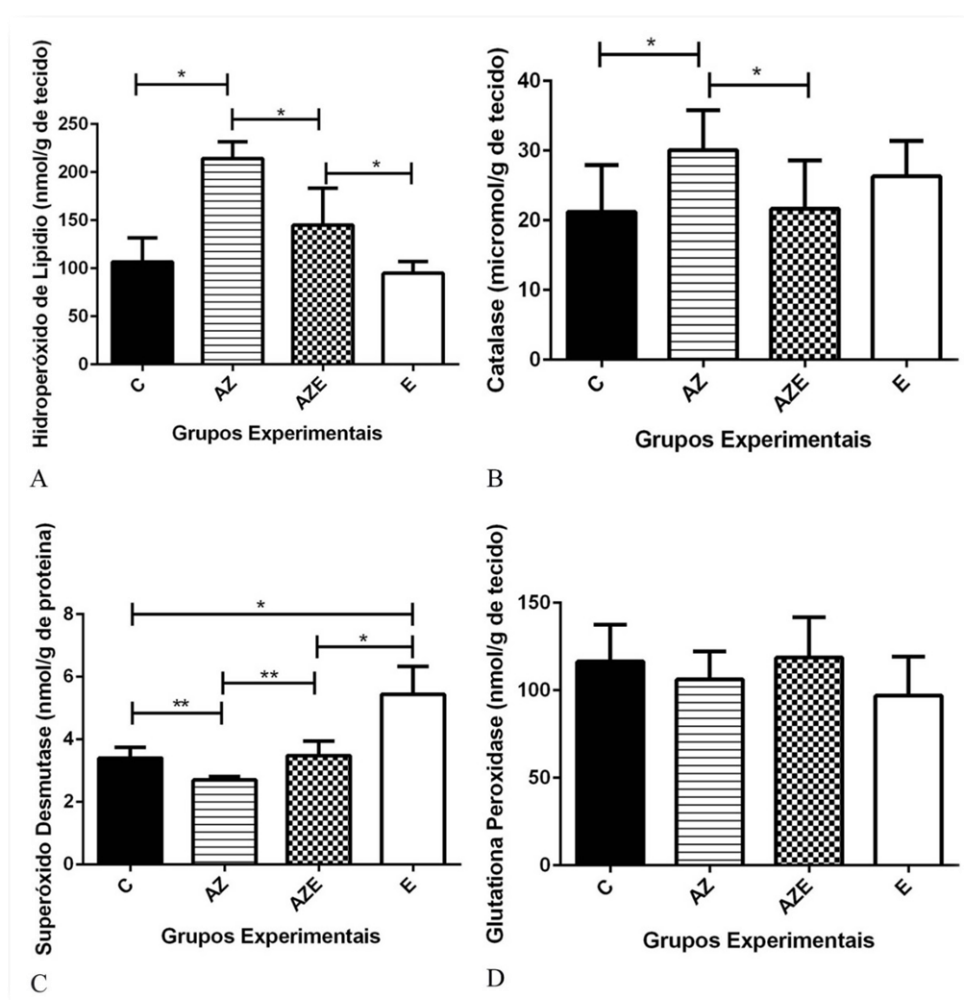 Hidroperóxido de Lipidio (nmol/g de tecido)
*
*
*
250
200
150
100
50
0
C
AZ
AZE
E
Grupos Experimentais
A
Catalase (micromol/g de tecido)
*
*
40
30
20
10
0
C
AZ
AZE
E
Grupos Experimentais
B
Superóxido Desmutase (nmol/g de proteina)
*
*
**
**
8
6
4
2
0
C
AZ
AZE
E
Grupos Experimentais
C
Glutationa Peroxidase (nmol/g de tecido)
150
100
50
0
C
AZ
AZE
E
Grupos Experimentais
D